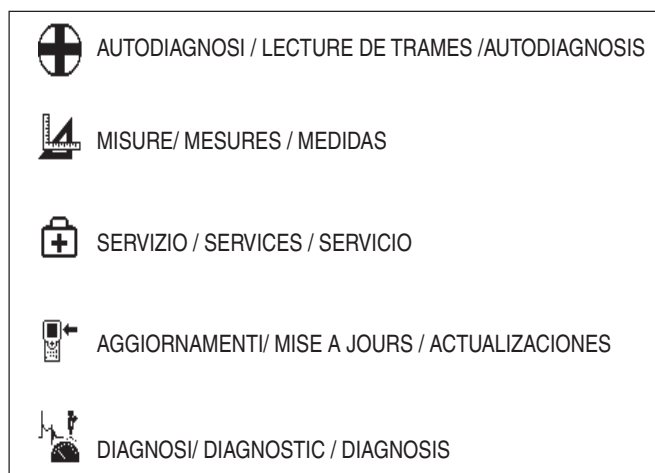 AUTODIAGNOSI / LECTURE DE TRAMES /AUTODIAGNOSIS
MISURE/ MESURES / MEDIDAS
SERVIZIO / SERVICES / SERVICIO
AGGIORNAMENTI/ MISE A JOURS / ACTUALIZACIONES
DIAGNOSI/ DIAGNOSTIC / DIAGNOSIS